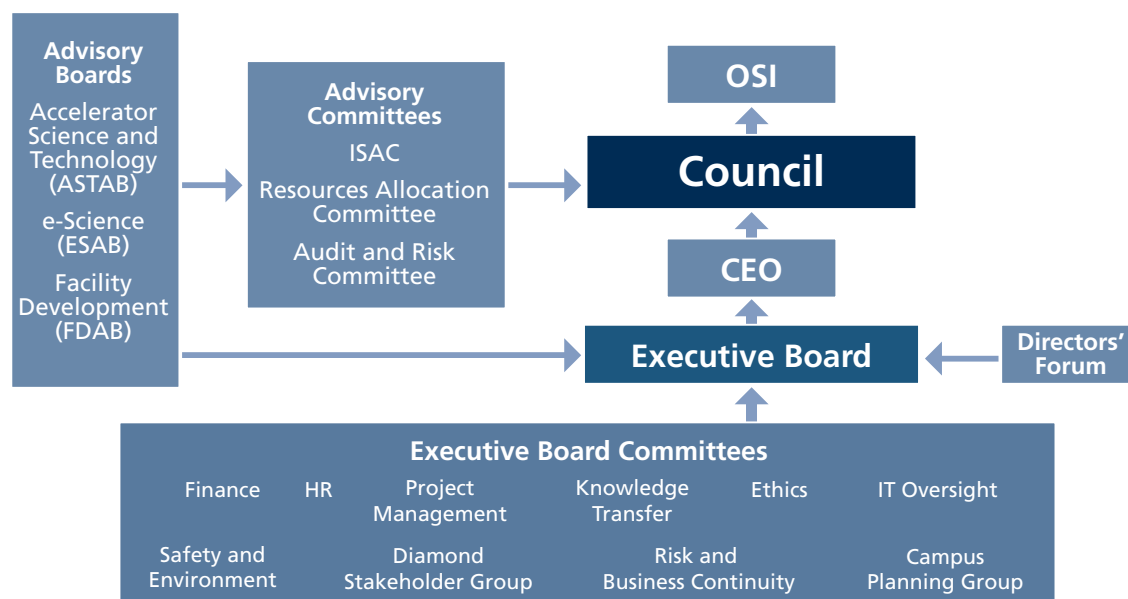 Advisory
Boards
Accelerator
Science and
Technology
(ASTAB)
e-Science
(ESAB)
Facility
Development
(FDAB)
Advisory
Committees
ISAC
Resources Allocation
Committee
Audit and Risk
Committee
OSI
Council
CEO
Executive Board
Directors’
Forum
Executive Board Committees
Finance
HR
Project
Management
Knowledge
Transfer
Ethics
IT Oversight
Safety and
Environment
Diamond
Stakeholder Group
Risk and
Business Continuity
Campus
Planning Group